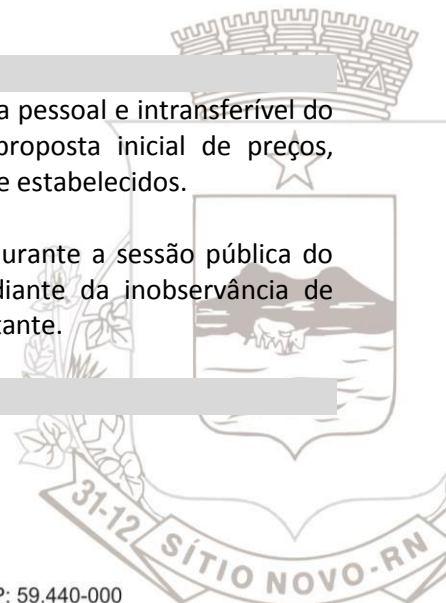 a pessoal e intransferível do
proposta inicial de preços,
e estabelecidos.
urante a sessão pública do
diante da inobservância de
tante.
31-12
SÍTIO NOVO-RN
P: 59.440-000